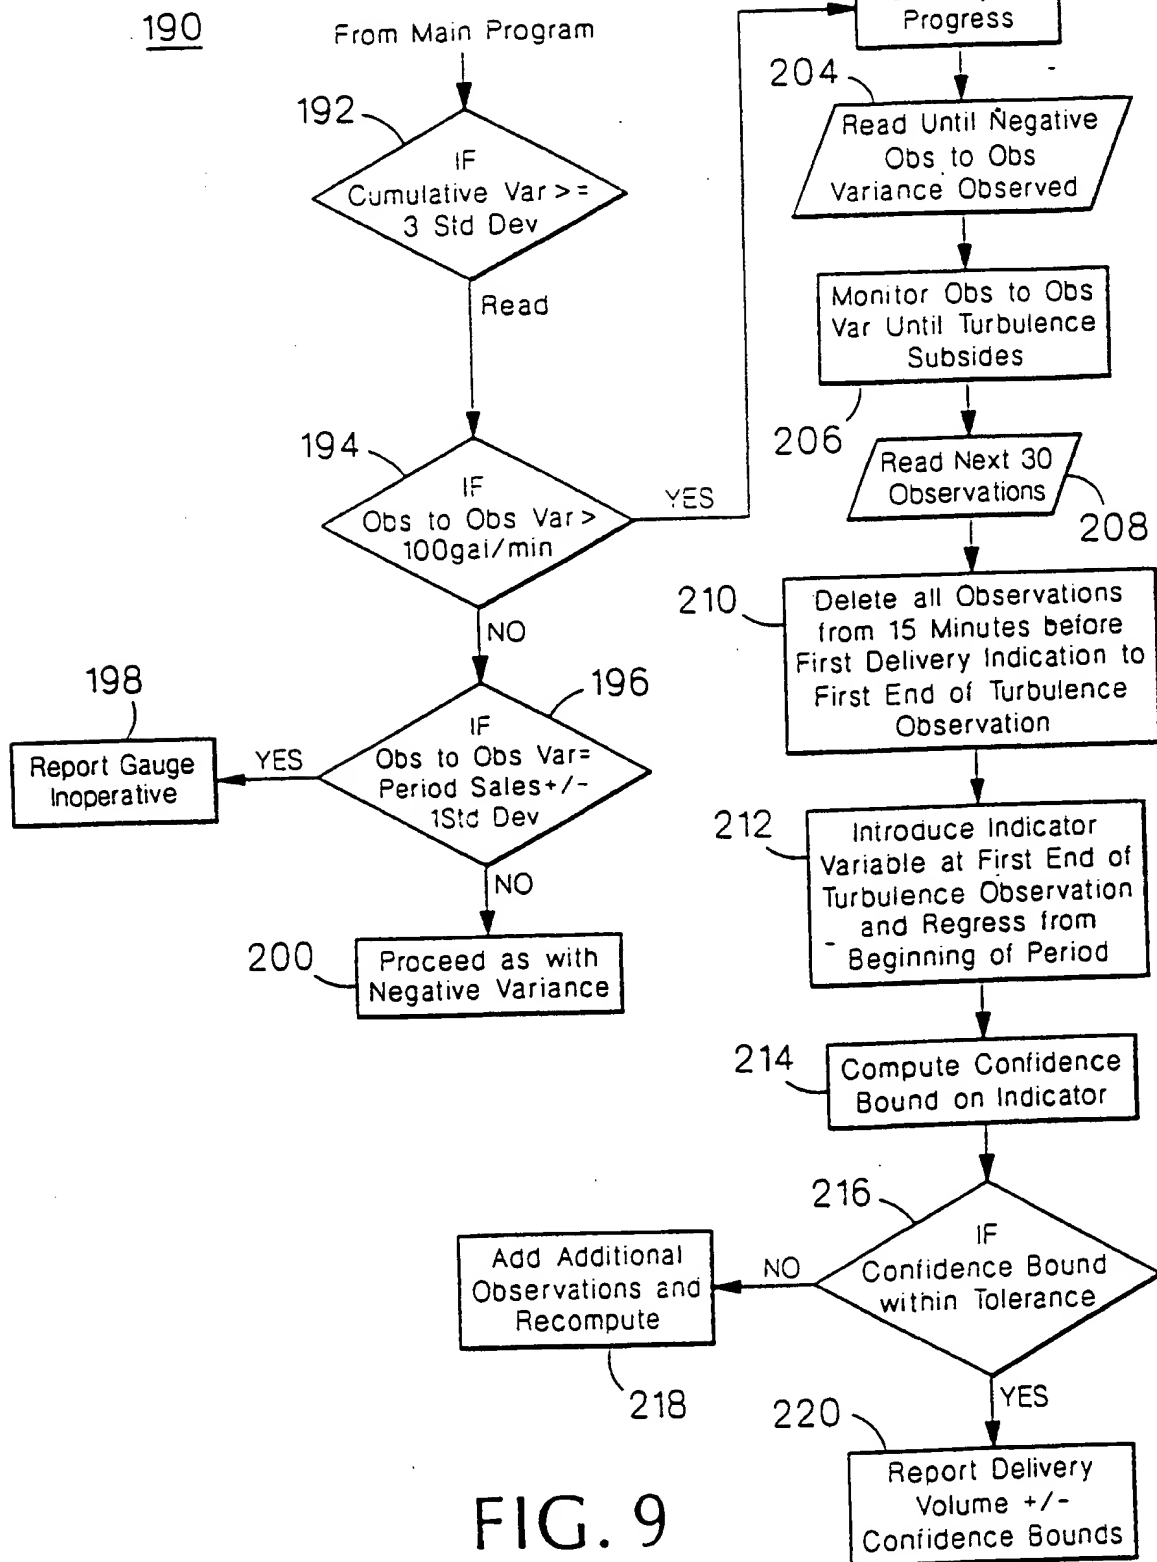 190
From Main Program
192
IF
Cumulative Var >=
3 Std Dev
Read
194
IF
Obs to Obs Var >
100gal/min
YES
NO
196
IF
Obs to Obs Var=
Period Sales+/-
1Std Dev
YES
198
Report Gauge
Inoperative
NO
200
Proceed as with
Negative Variance
Progress
204
Read Until Negative
Obs to Obs
Variance Observed
Monitor Obs to Obs
Var Until Turbulence
Subsides
206
Read Next 30
Observations
208
210
Delete all Observations
from 15 Minutes before
First Delivery Indication to
First End of Turbulence
Observation
212
Introduce Indicator
Variable at First End of
Turbulence Observation
and Regress from
Beginning of Period
214
Compute Confidence
Bound on Indicator
216
IF
Confidence Bound
within Tolerance
NO
Add Additional
Observations and
Recompute
218
YES
220
Report Delivery
Volume +/-
Confidence Bounds
FIG. 9